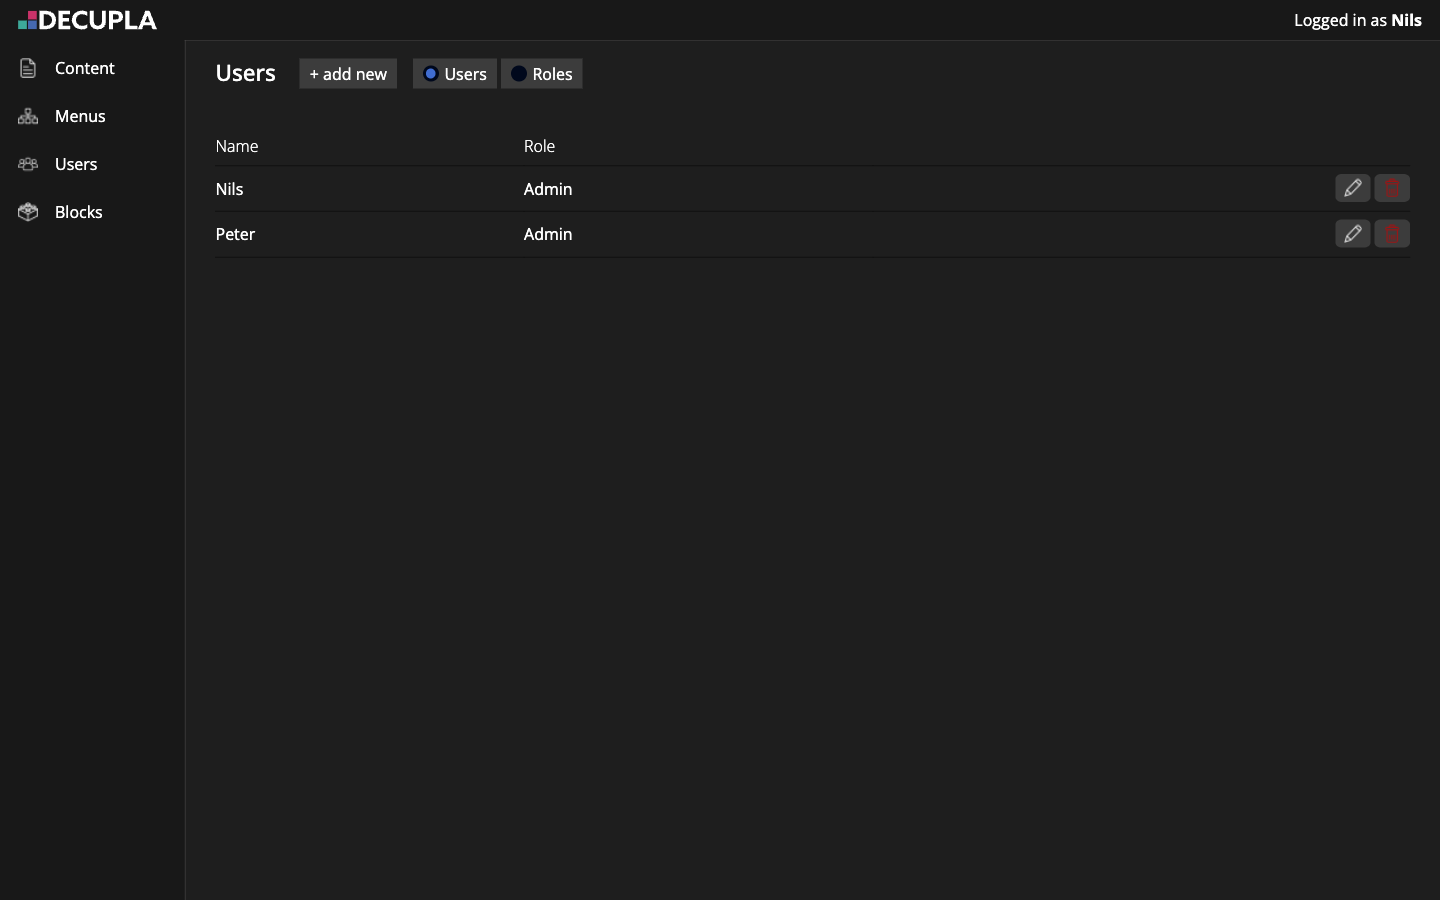 DECUPLA
Logged in as Nils
Content
Menus
Users
Blocks
Users
+ add new
Users
Roles
Name Role
Nils Admin
Peter Admin